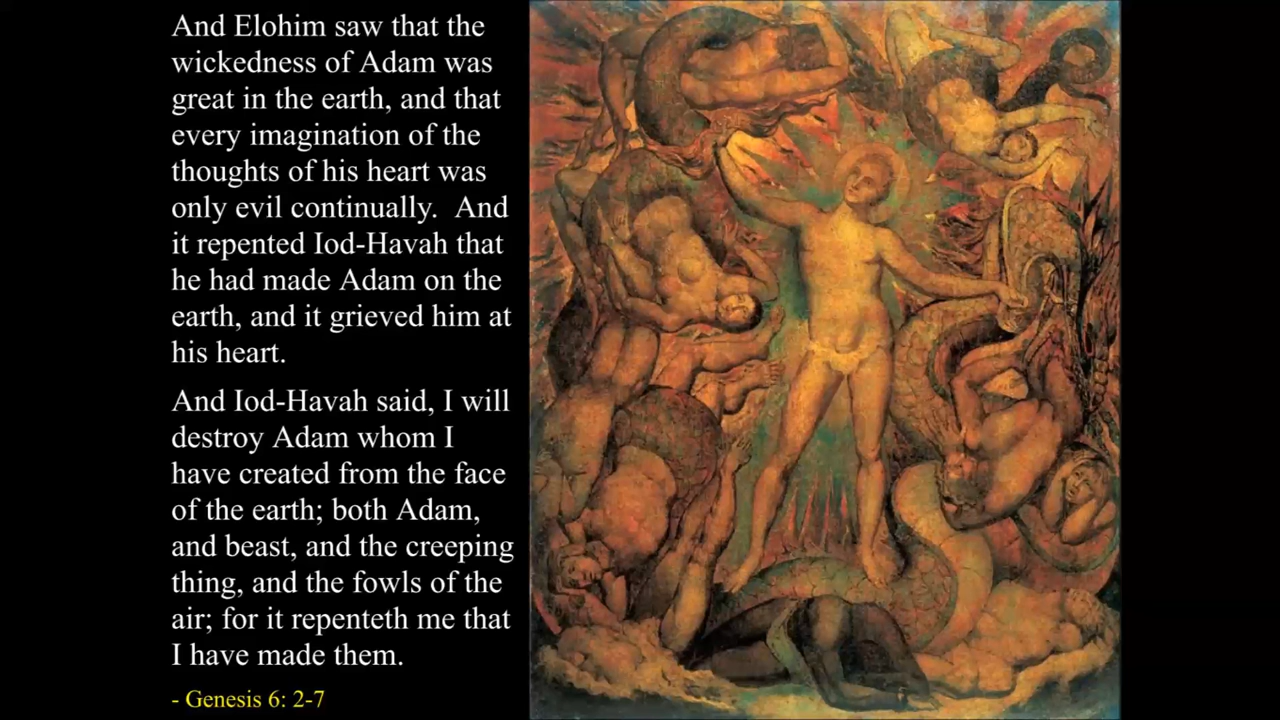 And Elohim saw that the
wickedness of Adam was
great in the earth, and that
every imagination of the
thoughts of his heart was
only evil continually.  And
it repented Iod-Havah that
he had made Adam on the
earth, and it grieved him at
his heart.
And Iod-Havah said, I will
destroy Adam whom I
have created from the face
of the earth; both Adam,
and beast, and the creeping
thing, and the fowls of the
air; for it repenteth me that
I have made them.
- Genesis 6: 2-7